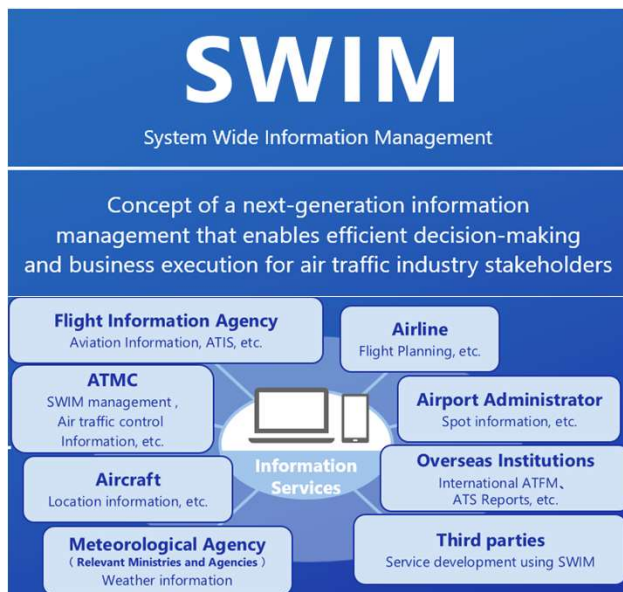 SWIM
System Wide Information Management
Concept of a next-generation information
management that enables efficient decision-making
and business execution for air traffic industry stakeholders
Flight Information Agency
Aviation Information, ATIS, etc.
Airline
Flight Planning, etc.
ATMC
SWIM management ,
Air traffic control
Information, etc.
Airport Administrator
Spot information, etc.
Information
Services
Aircraft
Location information, etc.
Overseas Institutions
International ATFM、
ATS Reports, etc.
Meteorological Agency
( Relevant Ministries and Agencies )
Weather information
Third parties
Service development using SWIM